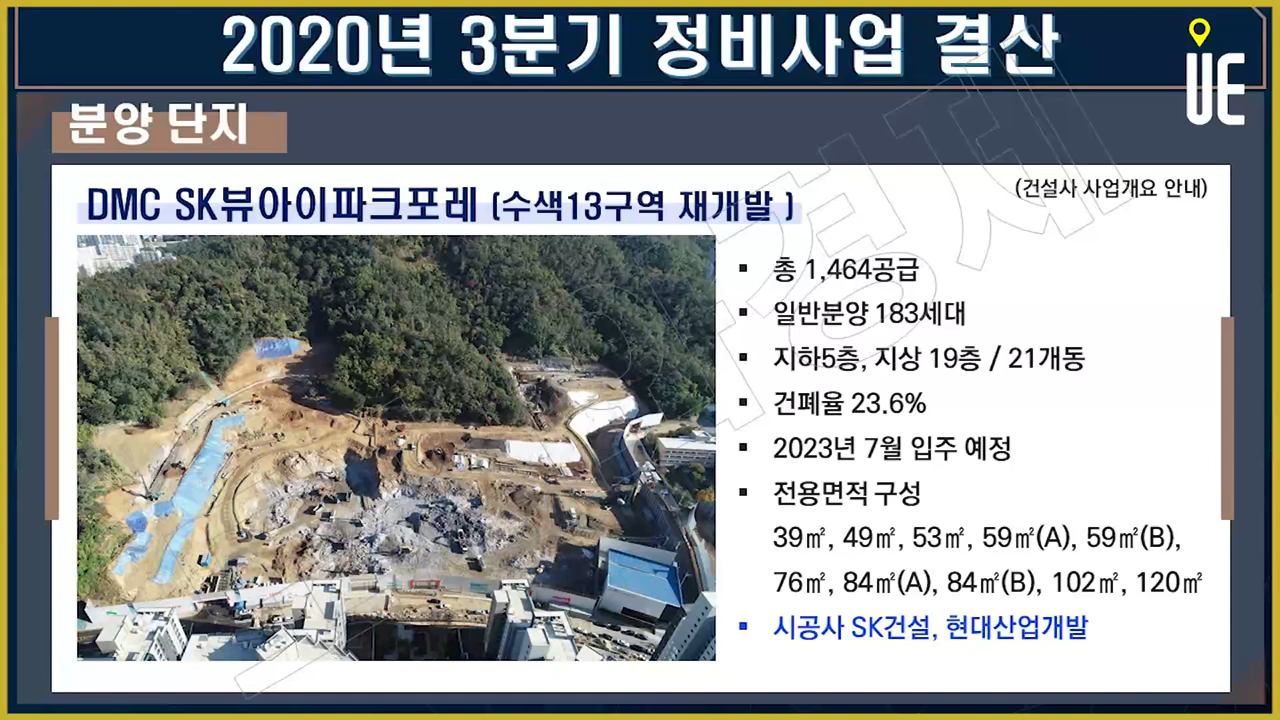 2020년 3분기 정비사업 결산
UE
분양 단지
DMC SK뷰아이파크포레 (수색13구역 재개발 )
(건설사 사업개요 안내)
▪ 총 1,464공급
▪ 일반분양 183세대
▪ 지하5층, 지상 19층 / 21개동
▪ 건폐율 23.6%
▪ 2023년 7월 입주 예정
▪ 전용면적 구성
39㎡, 49㎡, 53㎡, 59㎡(A), 59㎡(B),
76㎡, 84㎡(A), 84㎡(B), 102㎡, 120㎡
▪ 시공사 SK건설, 현대산업개발